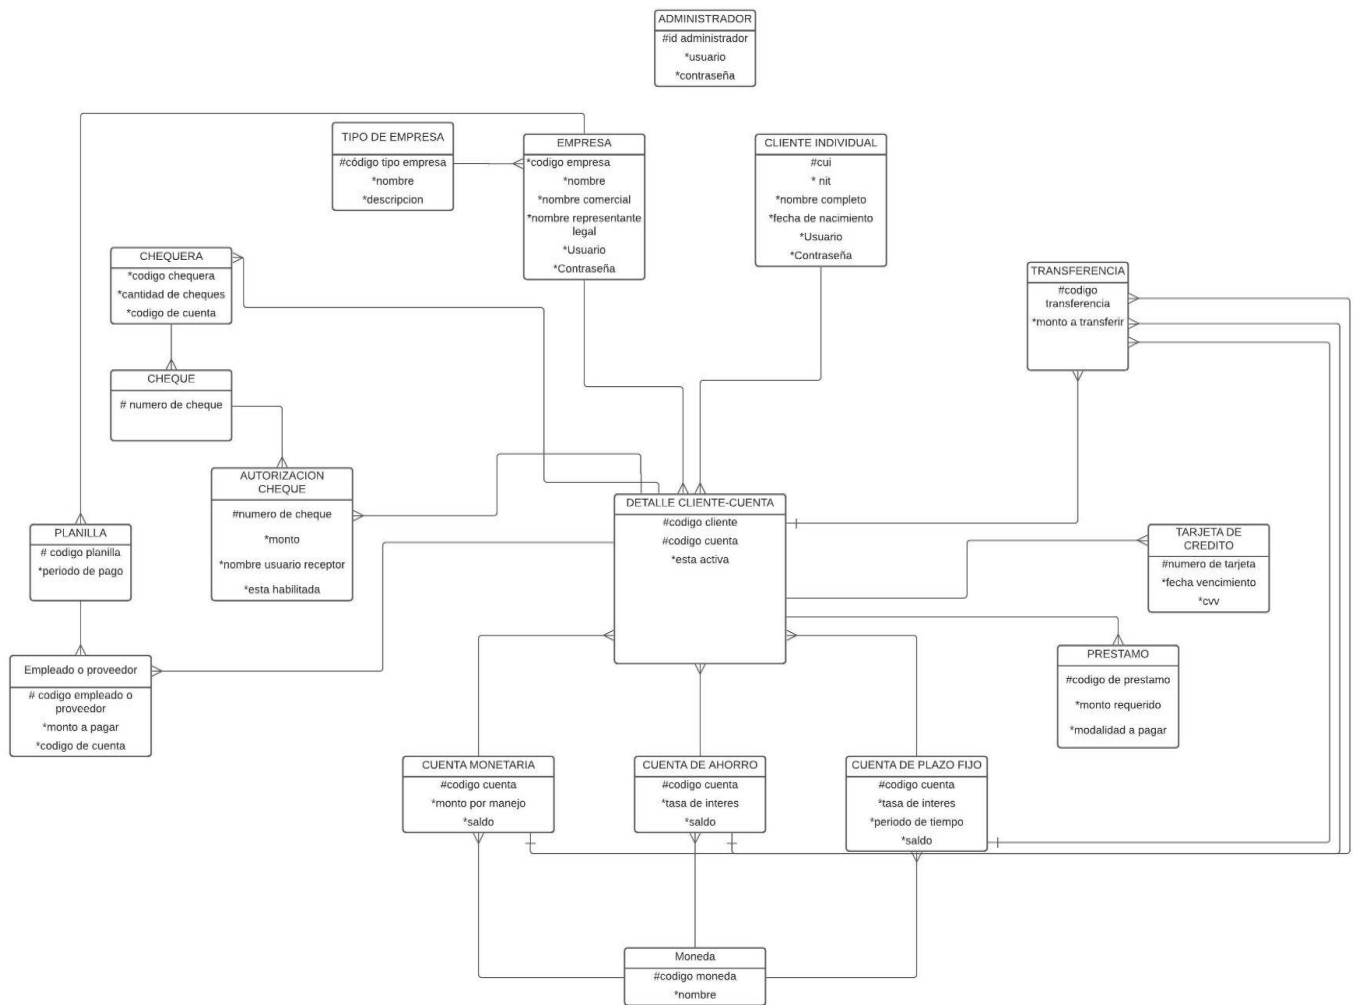 ADMINISTRADOR
#id administrador
*usuario
*contraseña
TIPO DE EMPRESA
#código tipo empresa
*nombre
*descripcion
EMPRESA
*codigo empresa
*nombre
*nombre comercial
*nombre representante
legal
*Usuario
*Contraseña
CLIENTE INDIVIDUAL
#cui
* nit
*nombre completo
*fecha de nacimiento
*Usuario
*Contraseña
CHEQUERA
*codigo chequera
*cantidad de cheques
*codigo de cuenta
TRANSFERENCIA
#codigo
transferencia
*monto a transferir
CHEQUE
# numero de cheque
AUTORIZACION
CHEQUE
#numero de cheque
*monto
*nombre usuario receptor
*esta habilitada
DETALLE CLIENTE-CUENTA
#codigo cliente
#codigo cuenta
*esta activa
PLANILLA
# codigo planilla
*periodo de pago
TARJETA DE
CREDITO
#numero de tarjeta
*fecha vencimiento
*cvv
Empleado o proveedor
# codigo empleado o
proveedor
*monto a pagar
*codigo de cuenta
PRESTAMO
#codigo de prestamo
*monto requerido
*modalidad a pagar
CUENTA MONETARIA
#codigo cuenta
*monto por manejo
*saldo
CUENTA DE AHORRO
#codigo cuenta
*tasa de interes
*saldo
CUENTA DE PLAZO FIJO
#codigo cuenta
*tasa de interes
*periodo de tiempo
*saldo
Moneda
#codigo moneda
*nombre